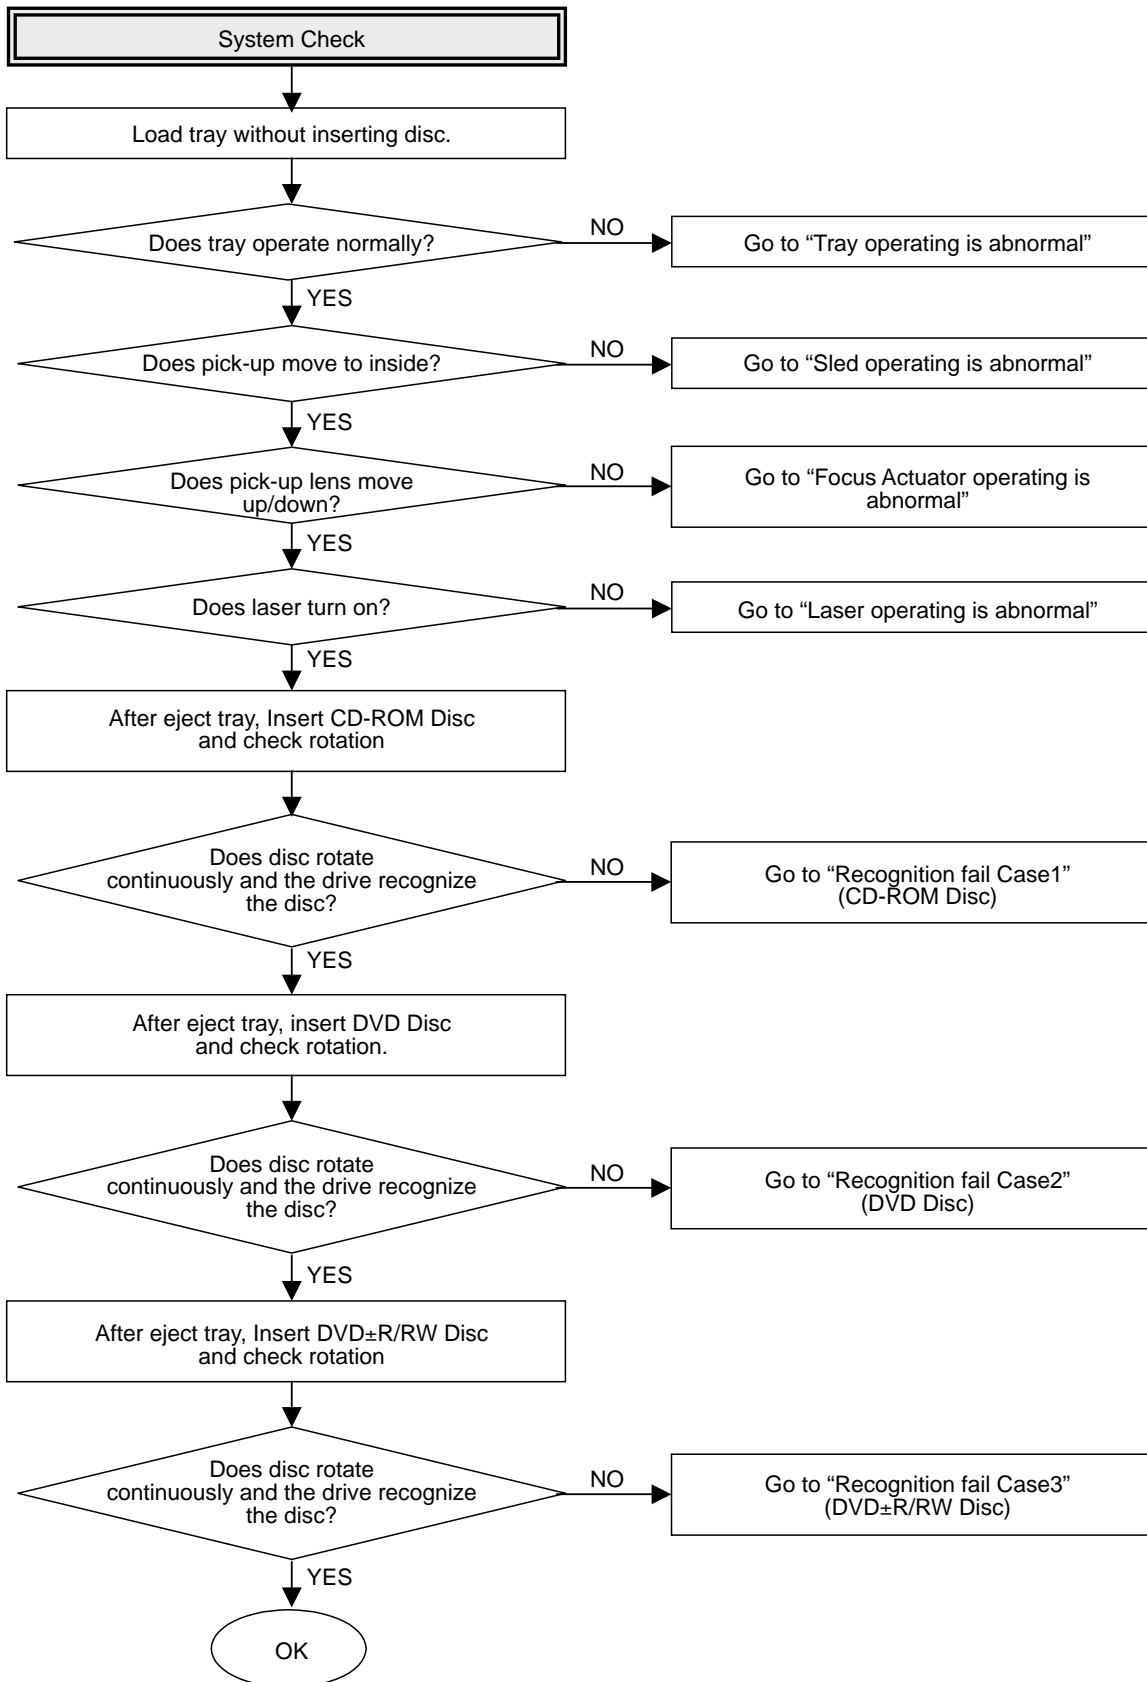 System Check
Load tray without inserting disc.
Does tray operate normally?
NO
Go to “Tray operating is abnormal”
YES
Does pick-up move to inside?
NO
Go to “Sled operating is abnormal”
YES
Does pick-up lens move
up/down?
NO
Go to “Focus Actuator operating is
abnormal”
YES
Does laser turn on?
NO
Go to “Laser operating is abnormal”
YES
After eject tray, Insert CD-ROM Disc
and check rotation
Does disc rotate
continuously and the drive recognize
the disc?
NO
Go to “Recognition fail Case1”
(CD-ROM Disc)
YES
After eject tray, insert DVD Disc
and check rotation.
Does disc rotate
continuously and the drive recognize
the disc?
NO
Go to “Recognition fail Case2”
(DVD Disc)
YES
After eject tray, Insert DVD±R/RW Disc
and check rotation
Does disc rotate
continuously and the drive recognize
the disc?
NO
Go to “Recognition fail Case3”
(DVD±R/RW Disc)
YES
OK